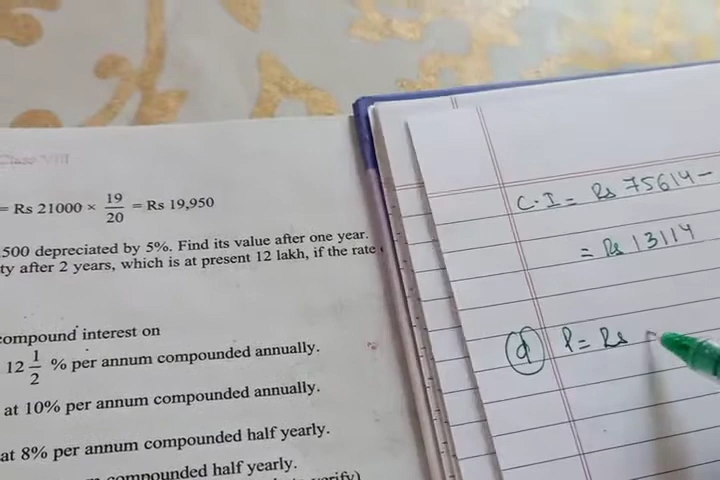 Class VIII
= Rs 21000 × 19/20 = Rs 19,950
500 depreciated by 5%. Find its value after one year.
ty after 2 years, which is at present 12 lakh, if the rate
compound interest on
12 1/2 % per annum compounded annually.
at 10% per annum compounded annually.
at 8% per annum compounded half yearly.
compounded half yearly.
verify)
C.I = Rs 75614 -
= Rs 13114
(d) P = Rs